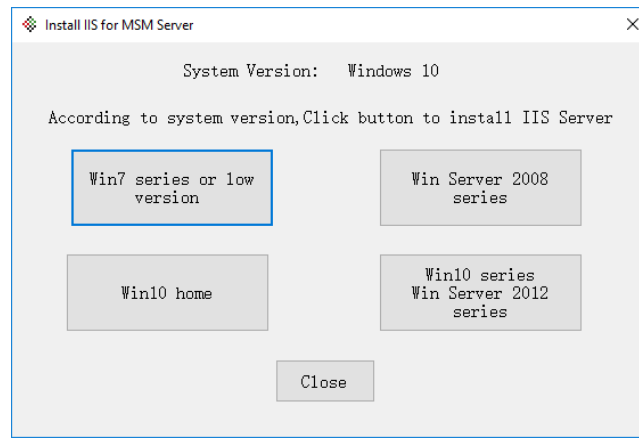 Install IIS for MSM Server
System Version: Windows 10
According to system version,Click button to install IIS Server
Win7 series or low
version
Win Server 2008
series
Win10 home
Win10 series
Win Server 2012
series
Close